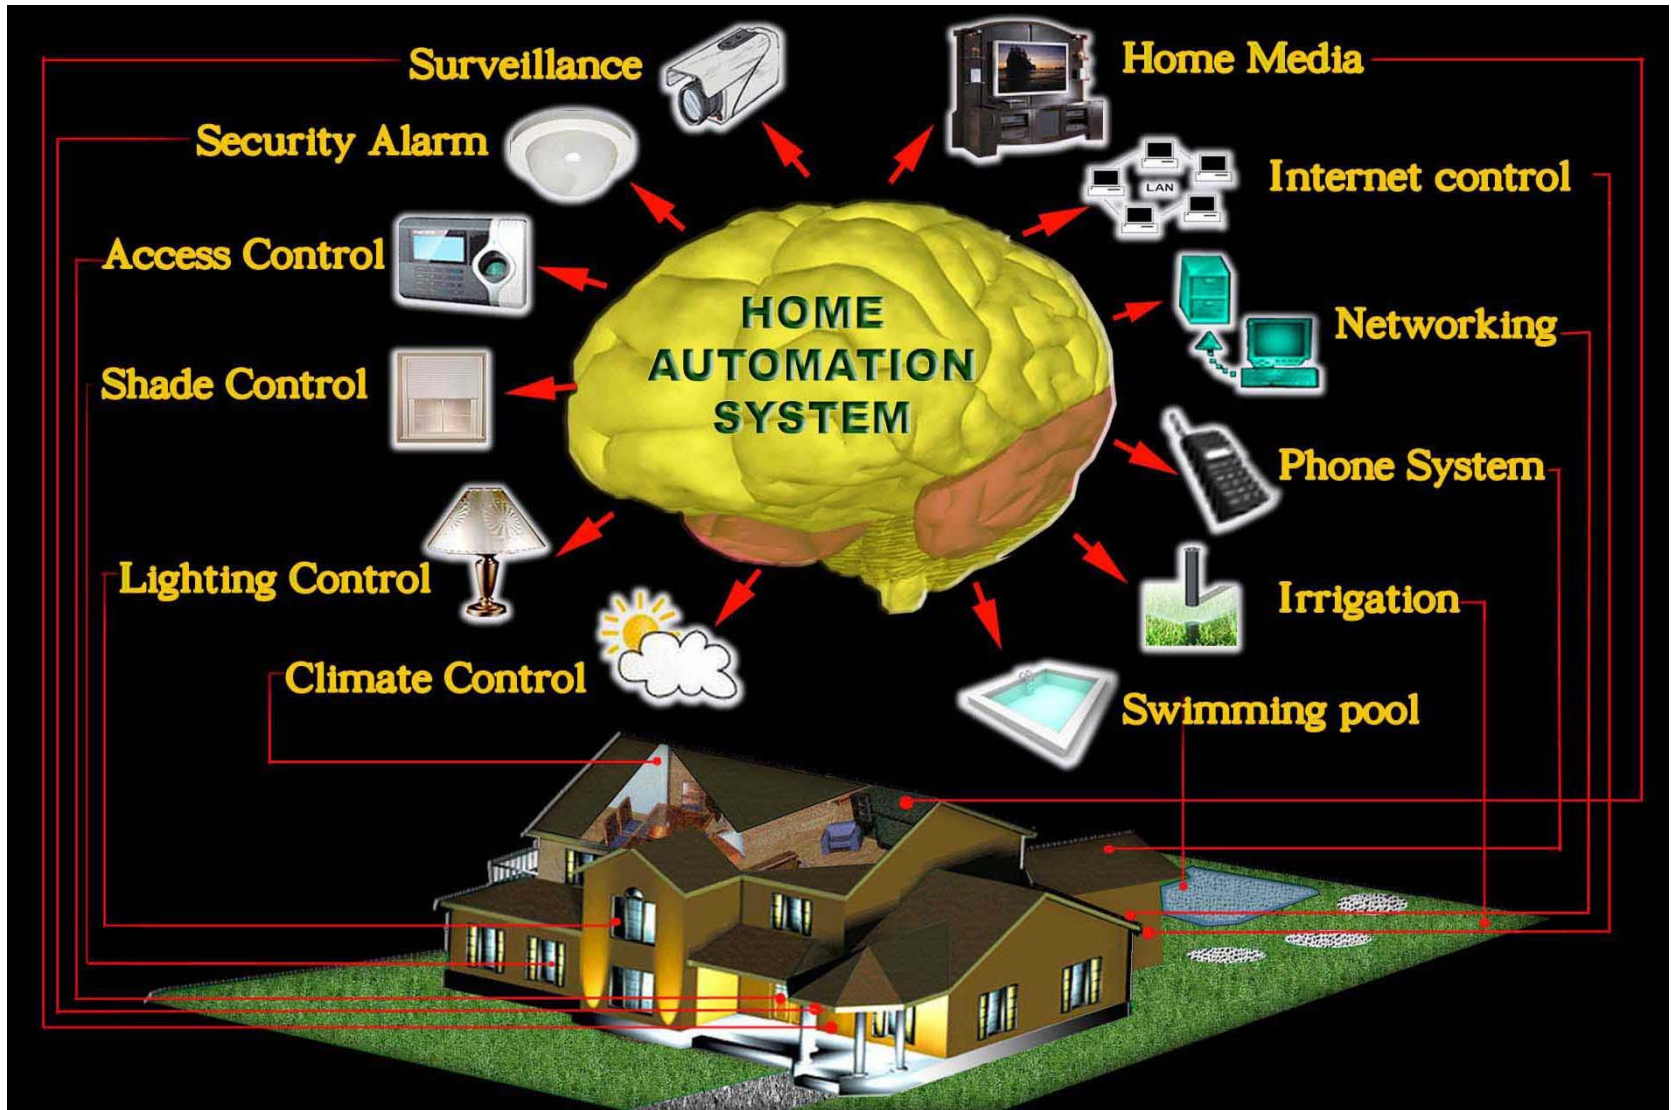 Surveillance
Home Media
Security Alarm
LAN
Internet control
Access Control
HOME
AUTOMATION
SYSTEM
Networking
Shade Control
Phone System
Lighting Control
Irrigation
Climate Control
Swimming pool